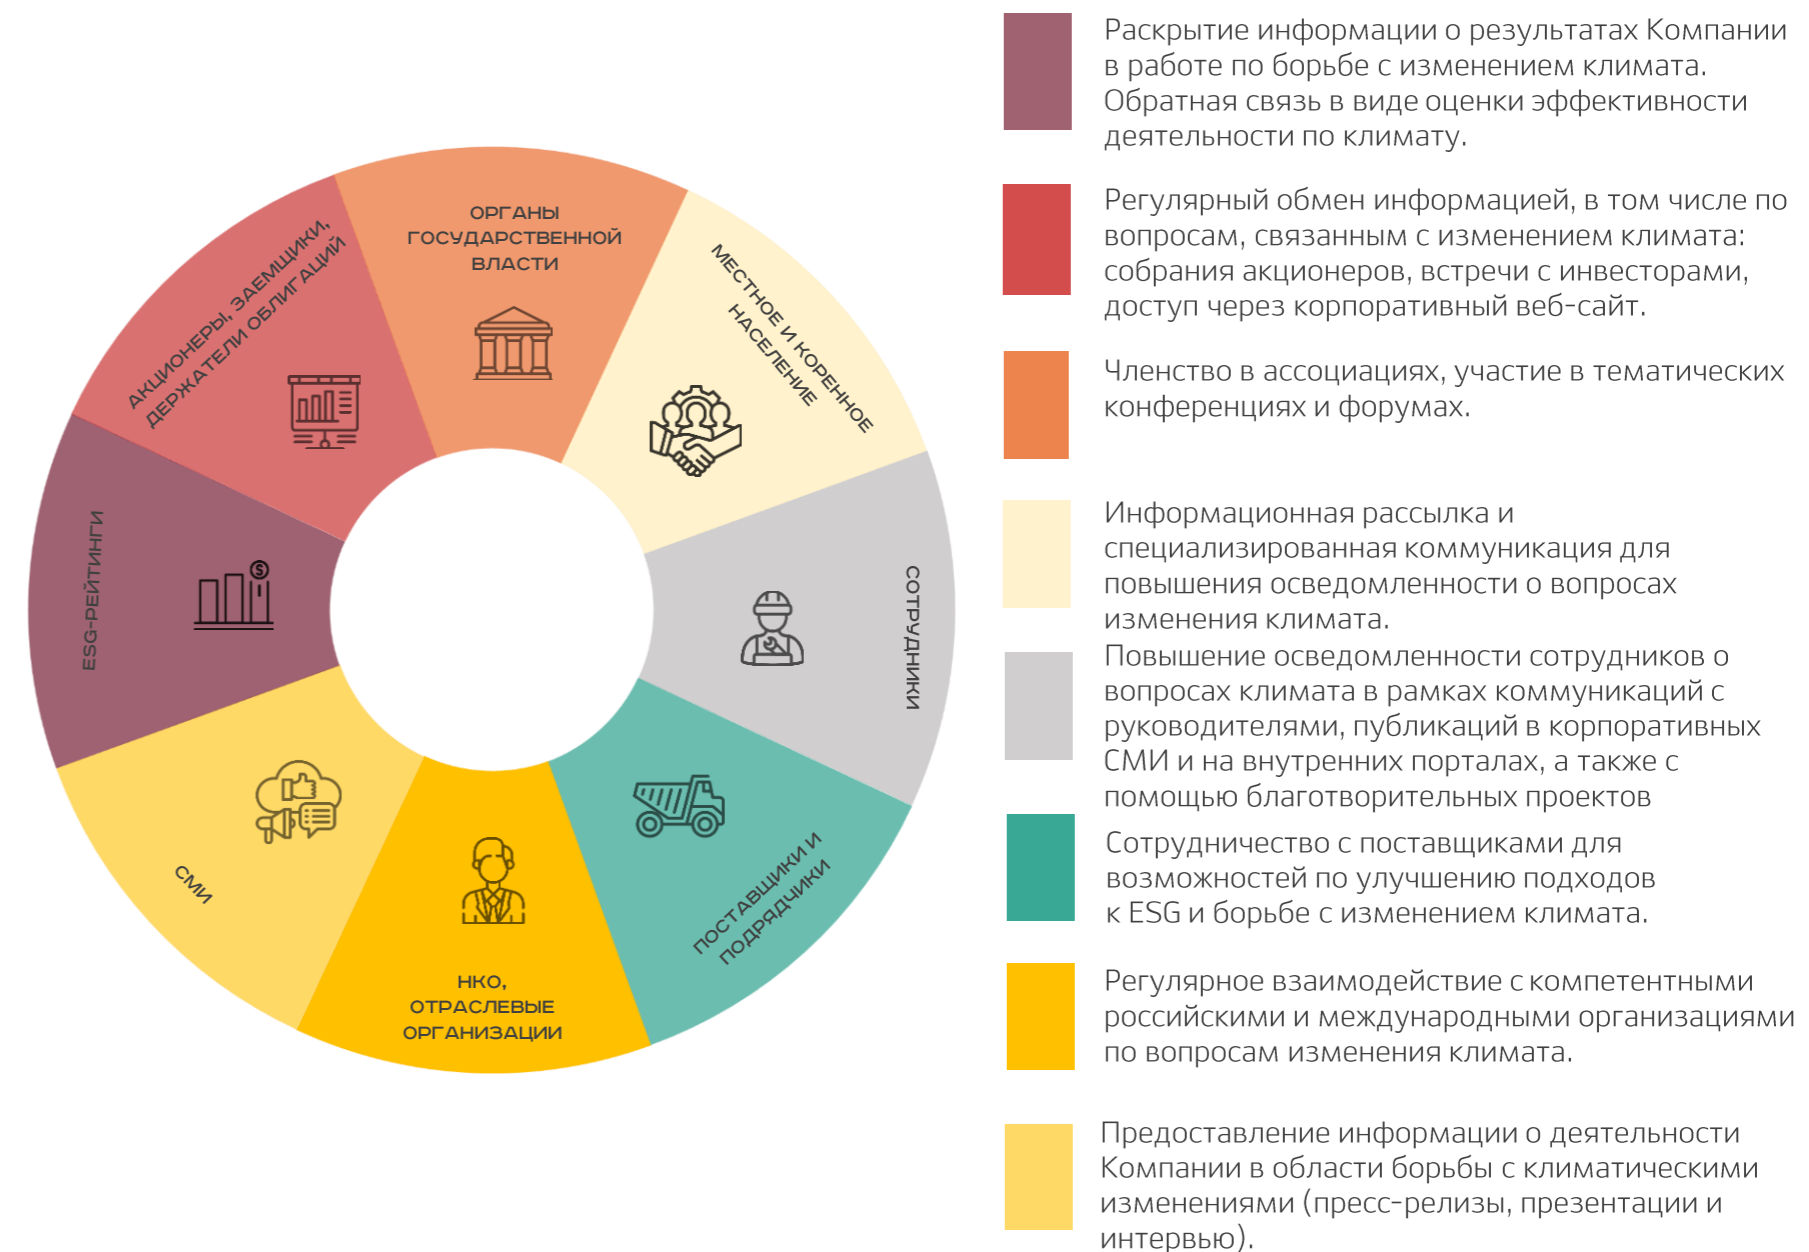 ОРГАНЫ
ГОСУДАРСТВЕННОЙ
ВЛАСТИ
МЕСТНОЕ И КОРЕННОЕ
НАСЕЛЕНИЕ
СОТРУДНИКИ
ПОСТАВЩИКИ И
ПОДРЯДЧИКИ
НКО,
ОТРАСЛЕВЫЕ
ОРГАНИЗАЦИИ
СМИ
ESG-РЕЙТИНГИ
АКЦИОНЕРЫ, ЗАЕМЩИКИ,
ДЕРЖАТЕЛИ ОБЛИГАЦИЙ
$
Раскрытие информации о результатах Компании
в работе по борьбе с изменением климата.
Обратная связь в виде оценки эффективности
деятельности по климату.
Регулярный обмен информацией, в том числе по
вопросам, связанным с изменением климата:
собрания акционеров, встречи с инвесторами,
доступ через корпоративный веб-сайт.
Членство в ассоциациях, участие в тематических
конференциях и форумах.
Информационная рассылка и
специализированная коммуникация для
повышения осведомленности о вопросах
изменения климата.
Повышение осведомленности сотрудников о
вопросах климата в рамках коммуникаций с
руководителями, публикаций в корпоративных
СМИ и на внутренних порталах, а также с
помощью благотворительных проектов
Сотрудничество с поставщиками для
возможностей по улучшению подходов
к ESG и борьбе с изменением климата.
Регулярное взаимодействие с компетентными
российскими и международными организациями
по вопросам изменения климата.
Предоставление информации о деятельности
Компании в области борьбы с климатическими
изменениями (пресс-релизы, презентации и
интервью).